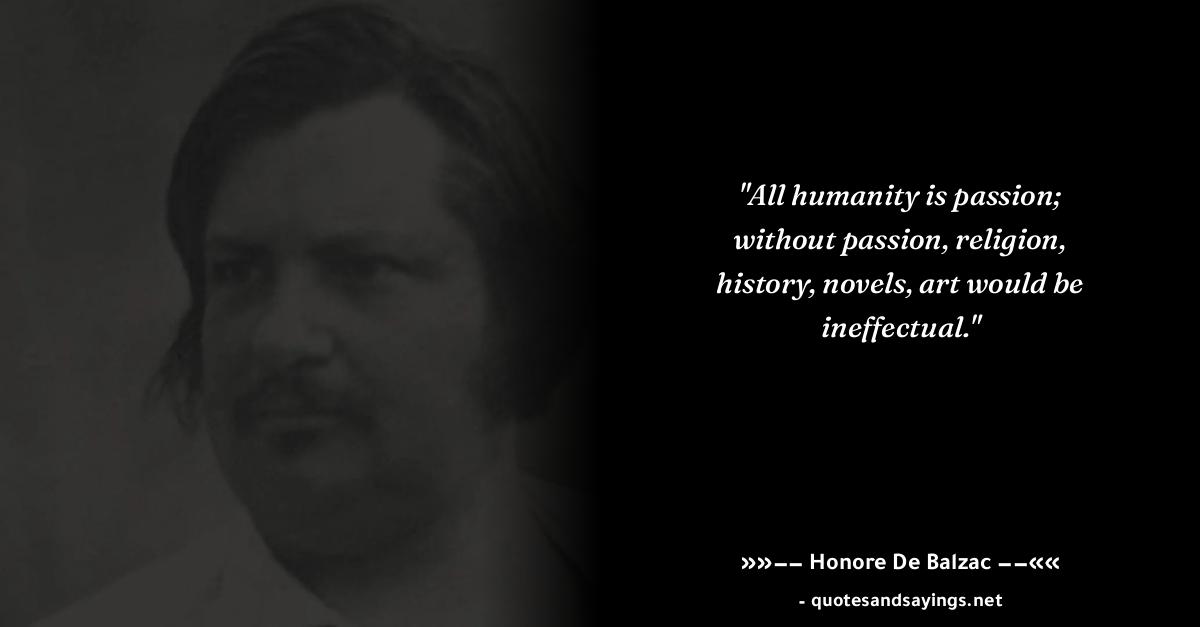 "All humanity is passion;
without passion, religion,
history, novels, art would be
ineffectual."
»»–– Honore De Balzac ––««
- quotesandsayings.net